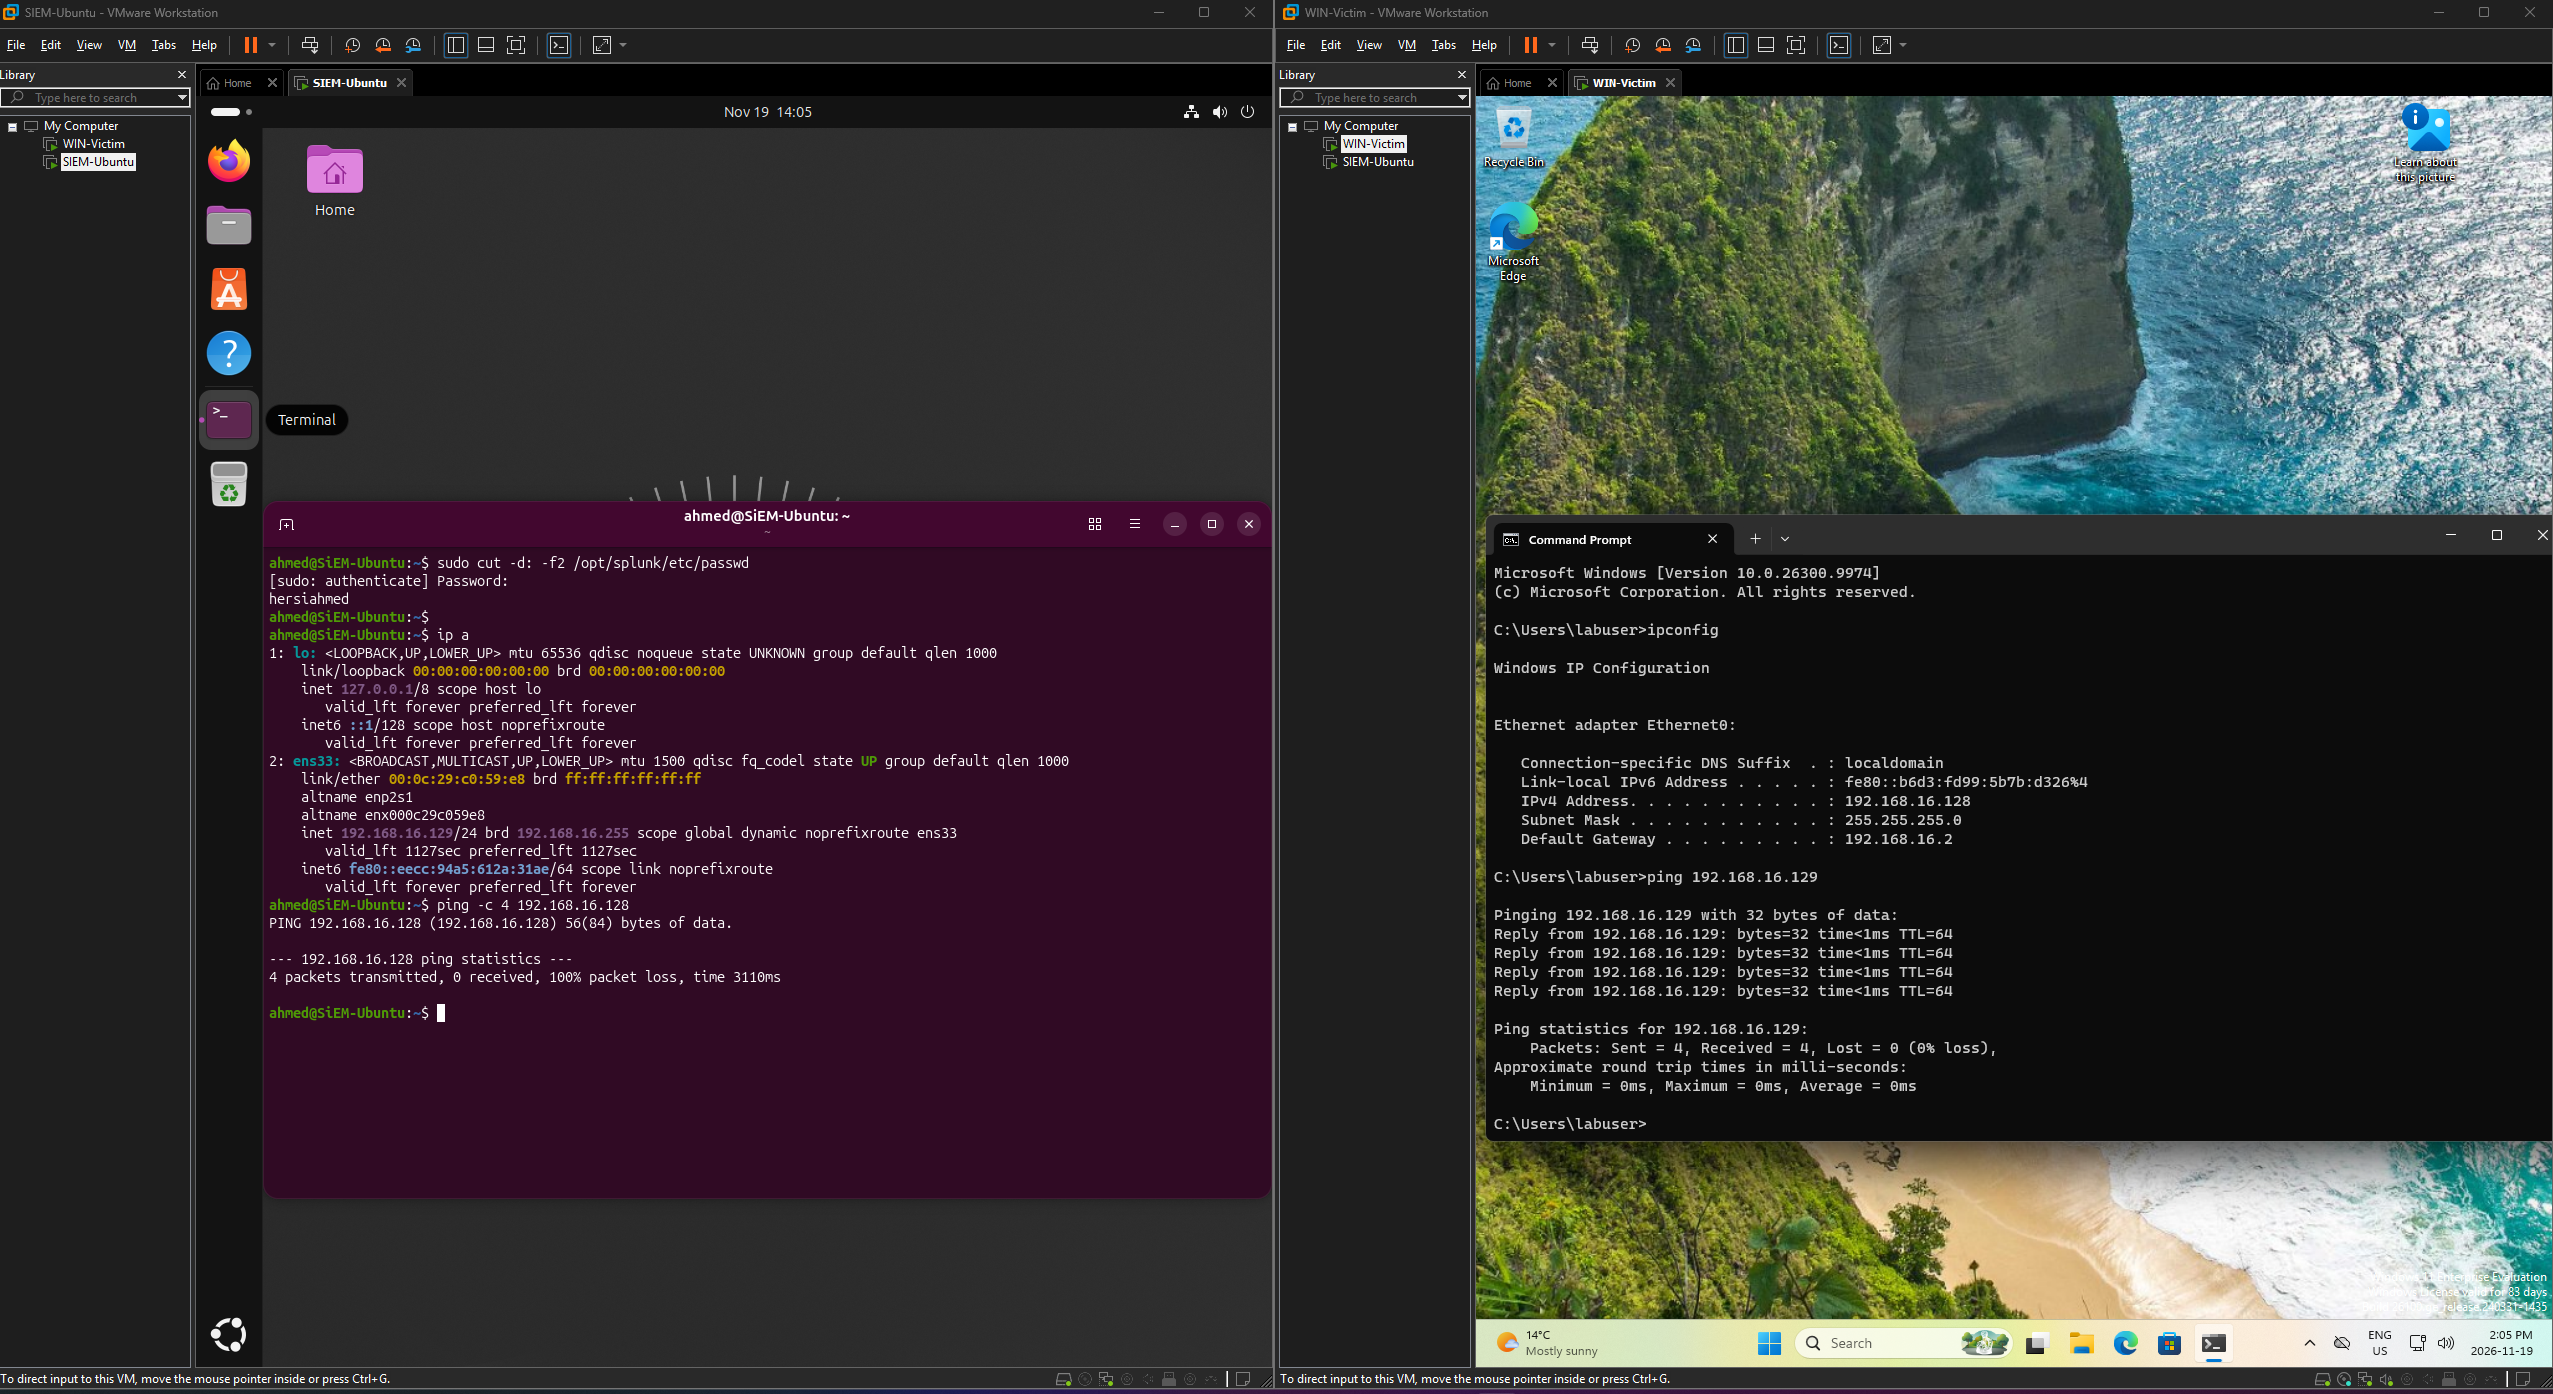 SIEM-Ubuntu - VMware Workstation
File Edit View VM Tabs Help
Library
Type here to search
My Computer
WIN-Victim
SIEM-Ubuntu
Home
SIEM-Ubuntu
Nov 19 14:05
Home
Terminal
ahmed@SiEM-Ubuntu: ~
~
ahmed@SiEM-Ubuntu:~$ sudo cut -d: -f2 /opt/splunk/etc/passwd
[sudo: authenticate] Password:
hersiahmed
ahmed@SiEM-Ubuntu:~$
ahmed@SiEM-Ubuntu:~$ ip a
1: lo: <LOOPBACK,UP,LOWER_UP> mtu 65536 qdisc noqueue state UNKNOWN group default qlen 1000
link/loopback 00:00:00:00:00:00 brd 00:00:00:00:00:00
inet 127.0.0.1/8 scope host lo
valid_lft forever preferred_lft forever
inet6 ::1/128 scope host noprefixroute
valid_lft forever preferred_lft forever
2: ens33: <BROADCAST,MULTICAST,UP,LOWER_UP> mtu 1500 qdisc fq_codel state UP group default qlen 1000
link/ether 00:0c:29:c0:59:e8 brd ff:ff:ff:ff:ff:ff
altname enp2s1
altname enx000c29c059e8
inet 192.168.16.129/24 brd 192.168.16.255 scope global dynamic noprefixroute ens33
valid_lft 1127sec preferred_lft 1127sec
inet6 fe80::eecc:94a5:612a:31ae/64 scope link noprefixroute
valid_lft forever preferred_lft forever
ahmed@SiEM-Ubuntu:~$ ping -c 4 192.168.16.128
PING 192.168.16.128 (192.168.16.128) 56(84) bytes of data.
--- 192.168.16.128 ping statistics ---
4 packets transmitted, 0 received, 100% packet loss, time 3110ms
ahmed@SiEM-Ubuntu:~$
To direct input to this VM, move the mouse pointer inside or press Ctrl+G.
WIN-Victim - VMware Workstation
File Edit View VM Tabs Help
Library
Type here to search
My Computer
WIN-Victim
SIEM-Ubuntu
Home
WIN-Victim
Recycle Bin
Microsoft
Edge
Learn about
this picture
Command Prompt
Microsoft Windows [Version 10.0.26300.9974]
(c) Microsoft Corporation. All rights reserved.
C:\Users\labuser>ipconfig
Windows IP Configuration
Ethernet adapter Ethernet0:
Connection-specific DNS Suffix . : localdomain
Link-local IPv6 Address . . . . . : fe80::b6d3:fd99:5b7b:d326%4
IPv4 Address. . . . . . . . . . . : 192.168.16.128
Subnet Mask . . . . . . . . . . . : 255.255.255.0
Default Gateway . . . . . . . . . : 192.168.16.2
C:\Users\labuser>ping 192.168.16.129
Pinging 192.168.16.129 with 32 bytes of data:
Reply from 192.168.16.129: bytes=32 time<1ms TTL=64
Reply from 192.168.16.129: bytes=32 time<1ms TTL=64
Reply from 192.168.16.129: bytes=32 time<1ms TTL=64
Reply from 192.168.16.129: bytes=32 time<1ms TTL=64
Ping statistics for 192.168.16.129:
Packets: Sent = 4, Received = 4, Lost = 0 (0% loss),
Approximate round trip times in milli-seconds:
Minimum = 0ms, Maximum = 0ms, Average = 0ms
C:\Users\labuser>
Enterprise Evaluation
Windows License valid for 83 days
14°C
Mostly sunny
Search
ENG
US
2:05 PM
2026-11-19
To direct input to this VM, move the mouse pointer inside or press Ctrl+G.